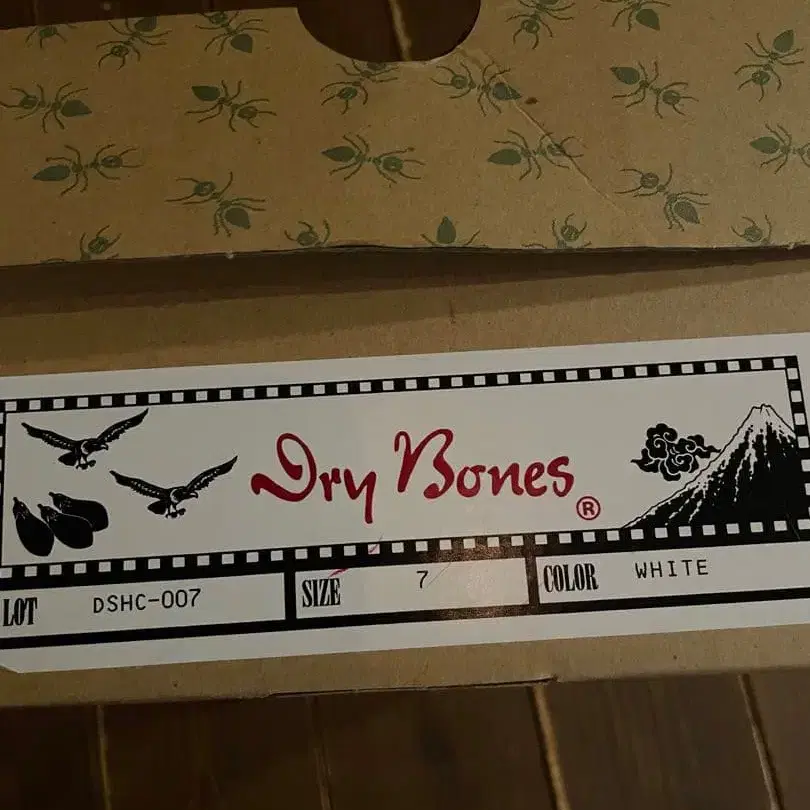 Dry Bones ®
LOT DSHC-007 SIZE 7 COLOR WHITE